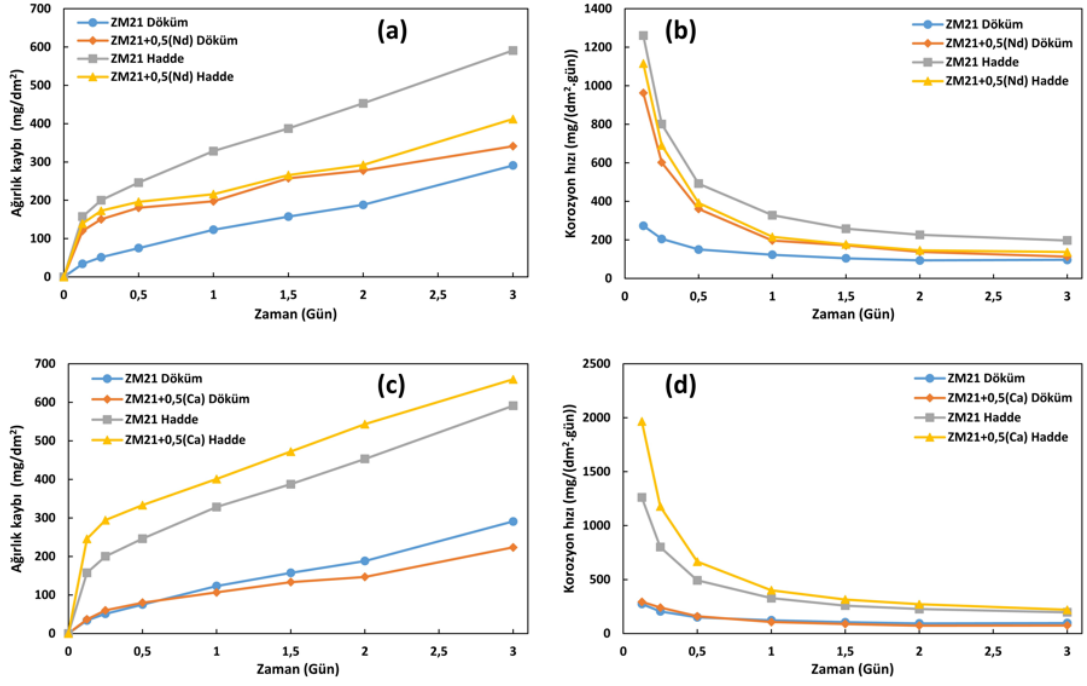 (a)
ZM21 Döküm
ZM21+0,5(Nd) Döküm
ZM21 Hadde
ZM21+0,5(Nd) Hadde
Ağırlık kaybı (mg/dm²)
700
600
500
400
300
200
100
0
0 0,5 1 1,5 2 2,5 3
Zaman (Gün)
(b)
ZM21 Döküm
ZM21+0,5(Nd) Döküm
ZM21 Hadde
ZM21+0,5(Nd) Hadde
Korozyon hızı (mg/(dm².gün))
1400
1200
1000
800
600
400
200
0
0 0,5 1 1,5 2 2,5 3
Zaman (Gün)
(c)
ZM21 Döküm
ZM21+0,5(Ca) Döküm
ZM21 Hadde
ZM21+0,5(Ca) Hadde
Ağırlık kaybı (mg/dm²)
700
600
500
400
300
200
100
0
0 0,5 1 1,5 2 2,5 3
Zaman (Gün)
(d)
ZM21 Döküm
ZM21+0,5(Ca) Döküm
ZM21 Hadde
ZM21+0,5(Ca) Hadde
Korozyon hızı (mg/(dm².gün))
2500
2000
1500
1000
500
0
0 0,5 1 1,5 2 2,5 3
Zaman (Gün)